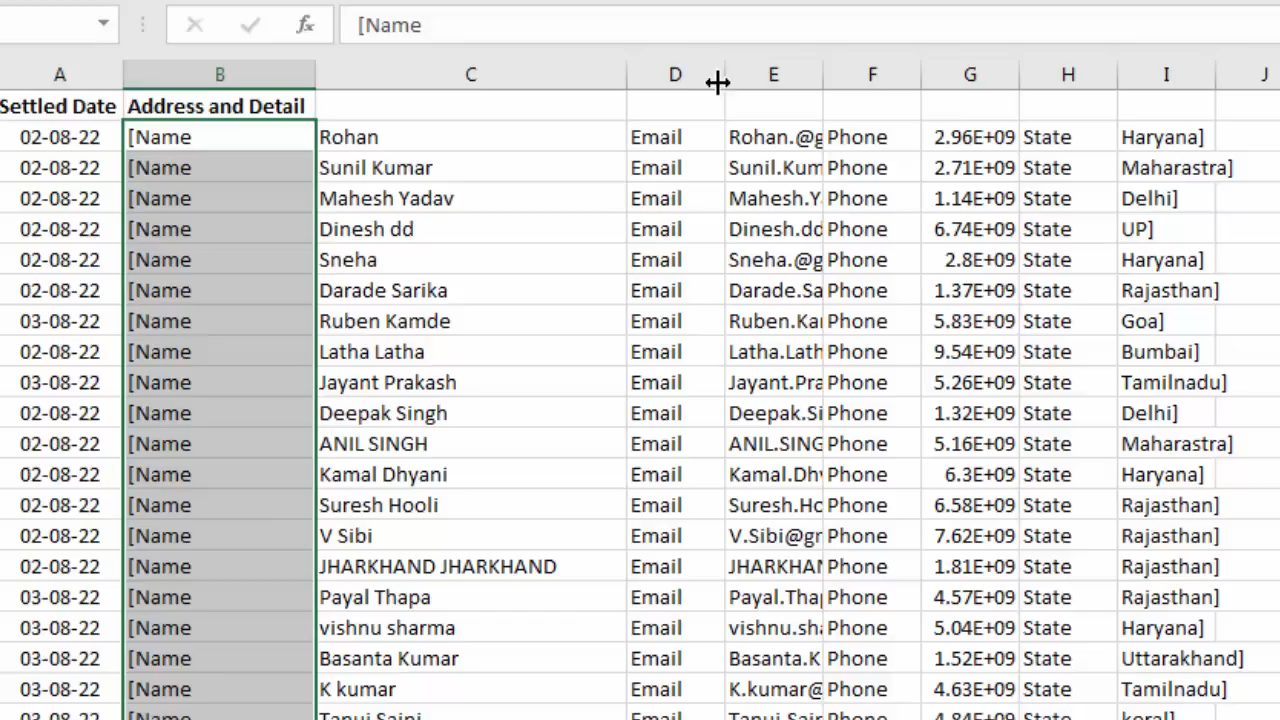 [Name
A B C D E F G H I J
Settled Date Address and Detail
02-08-22 [Name Rohan Email Rohan.@g Phone 2.96E+09 State Haryana]
02-08-22 [Name Sunil Kumar Email Sunil.Kum Phone 2.71E+09 State Maharastra]
02-08-22 [Name Mahesh Yadav Email Mahesh.Y Phone 1.14E+09 State Delhi]
02-08-22 [Name Dinesh dd Email Dinesh.dd Phone 6.74E+09 State UP]
02-08-22 [Name Sneha Email Sneha.@g Phone 2.8E+09 State Haryana]
02-08-22 [Name Darade Sarika Email Darade.Sa Phone 1.37E+09 State Rajasthan]
03-08-22 [Name Ruben Kamde Email Ruben.Ka Phone 5.83E+09 State Goa]
02-08-22 [Name Latha Latha Email Latha.Lath Phone 9.54E+09 State Bumbai]
03-08-22 [Name Jayant Prakash Email Jayant.Pra Phone 5.26E+09 State Tamilnadu]
02-08-22 [Name Deepak Singh Email Deepak.Si Phone 1.32E+09 State Delhi]
02-08-22 [Name ANIL SINGH Email ANIL.SING Phone 5.16E+09 State Maharastra]
02-08-22 [Name Kamal Dhyani Email Kamal.Dhy Phone 6.3E+09 State Haryana]
02-08-22 [Name Suresh Hooli Email Suresh.Ho Phone 6.58E+09 State Rajasthan]
02-08-22 [Name V Sibi Email V.Sibi@gr Phone 7.62E+09 State Rajasthan]
02-08-22 [Name JHARKHAND JHARKHAND Email JHARKHAN Phone 1.81E+09 State Rajasthan]
03-08-22 [Name Payal Thapa Email Payal.Tha Phone 4.57E+09 State Rajasthan]
03-08-22 [Name vishnu sharma Email vishnu.sha Phone 5.04E+09 State Haryana]
03-08-22 [Name Basanta Kumar Email Basanta.K Phone 1.52E+09 State Uttarakhand]
03-08-22 [Name K kumar Email K.kumar@ Phone 4.63E+09 State Tamilnadu]